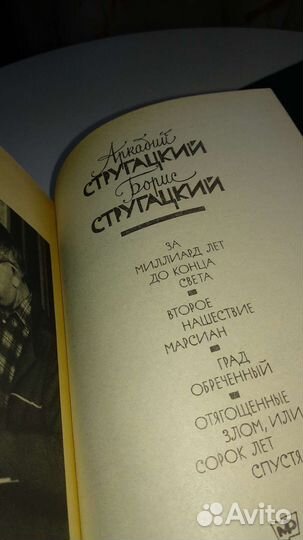 Аркадий
СТРУГАЦКИЙ
Борис
СТРУГАЦКИЙ
ЗА
МИЛЛИАРД ЛЕТ
ДО КОНЦА
СВЕТА
ВТОРОЕ
НАШЕСТВИЕ
МАРСИАН
ГРАД
ОБРЕЧЕННЫЙ
ОТЯГОЩЕННЫЕ
ЗЛОМ, ИЛИ
СОРОК ЛЕТ
СПУСТЯ
МР
Avito